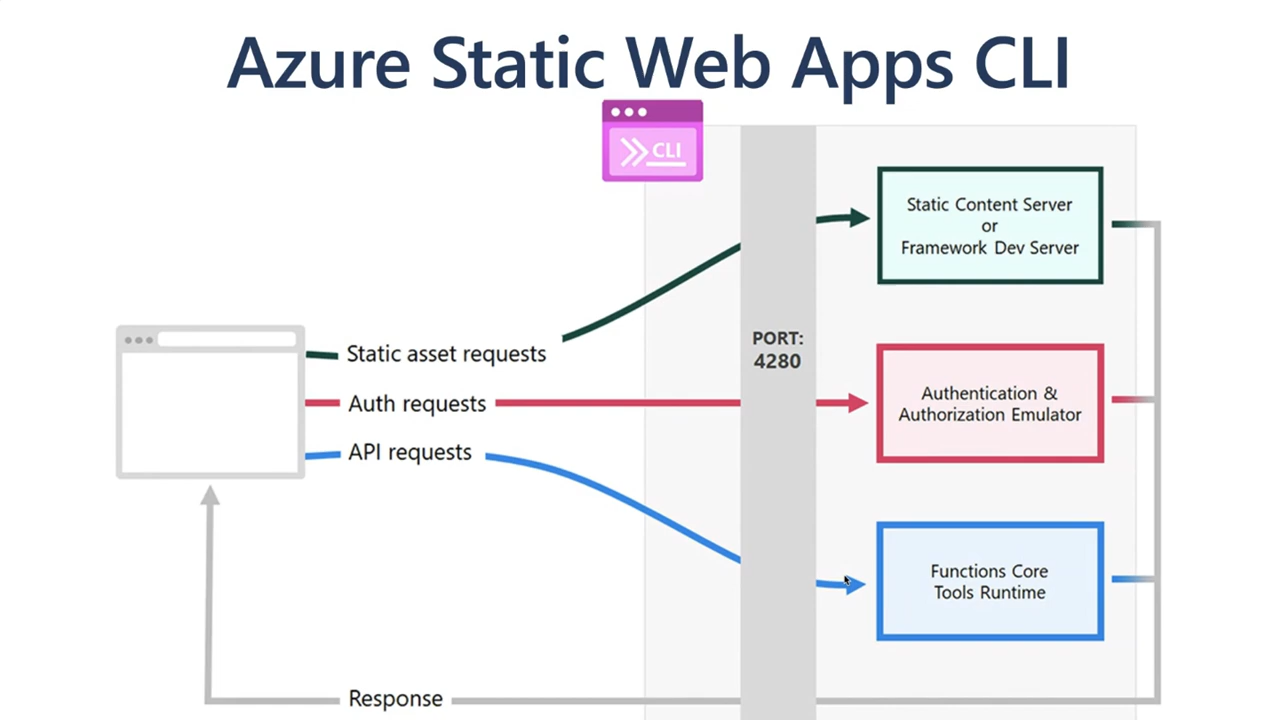 Azure Static Web Apps CLI
CLI
Static Content Server
or
Framework Dev Server
PORT:
4280
Static asset requests
Auth requests
Authentication &
Authorization Emulator
API requests
Functions Core
Tools Runtime
Response